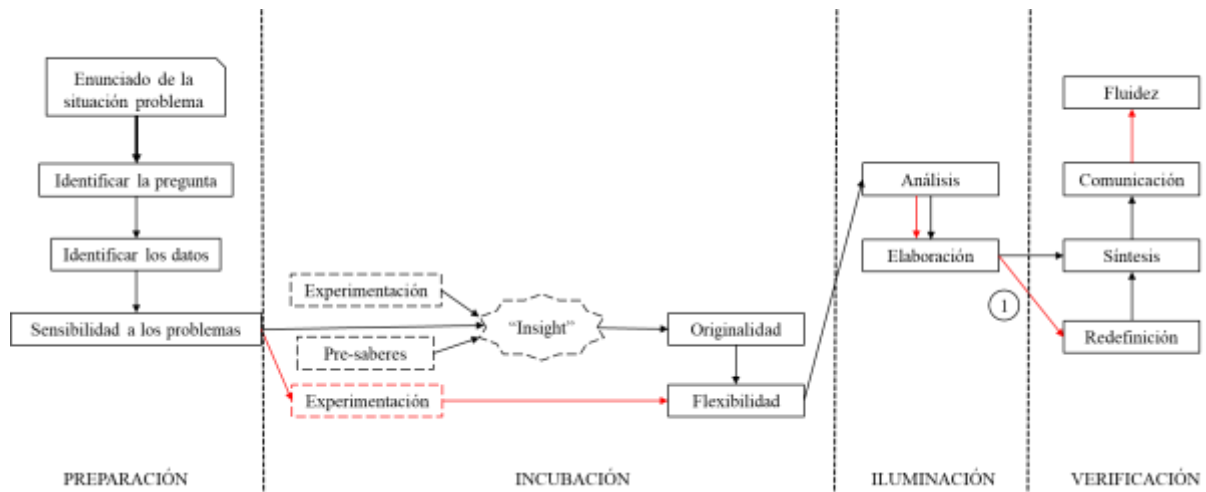 Enunciado de la
situación problema
Identificar la pregunta
Identificar los datos
Sensibilidad a los problemas
Experimentación
Pre-saberes
Experimentación
“Insight”
Originalidad
Flexibilidad
Análisis
Elaboración
1
Fluidez
Comunicación
Síntesis
Redefinición
PREPARACIÓN
INCUBACIÓN
ILUMINACIÓN
VERIFICACIÓN